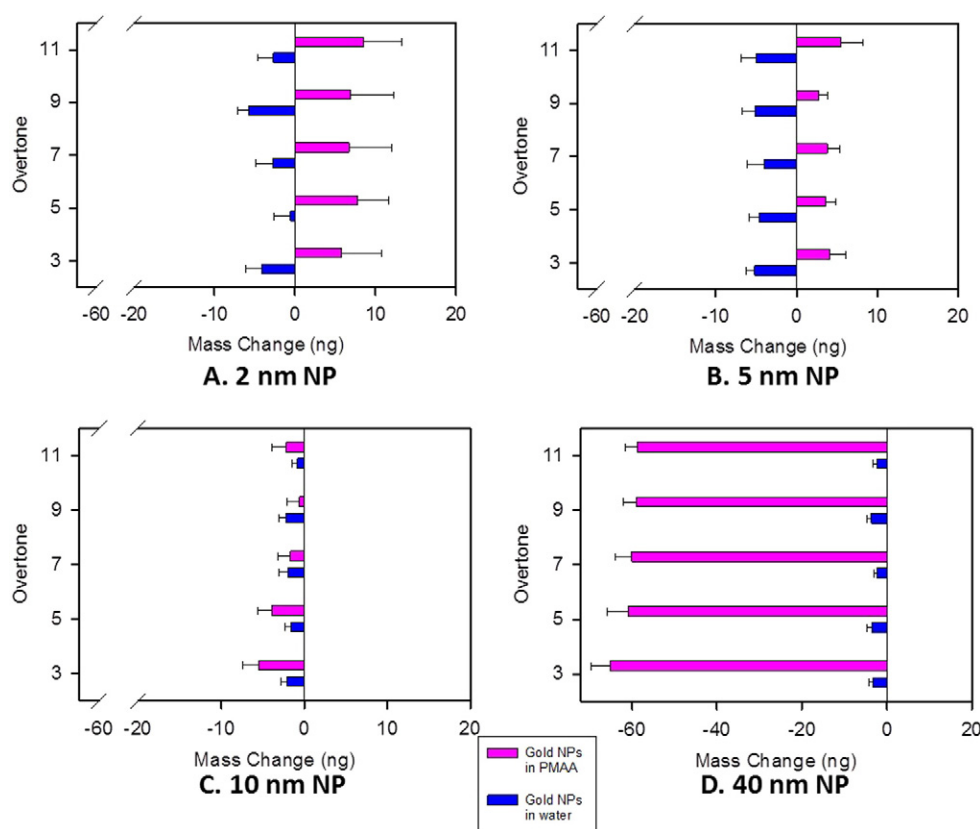 11
9
7
5
3
Overtone
-60 -20 -10 0 10 20
Mass Change (ng)
A. 2 nm NP
11
9
7
5
3
Overtone
-60 -20 -10 0 10 20
Mass Change (ng)
B. 5 nm NP
11
9
7
5
3
Overtone
-60 -20 -10 0 10 20
Mass Change (ng)
C. 10 nm NP
11
9
7
5
3
Overtone
-60 -40 -20 0 20
Mass Change (ng)
D. 40 nm NP
Gold NPs
in PMAA
Gold NPs
in water